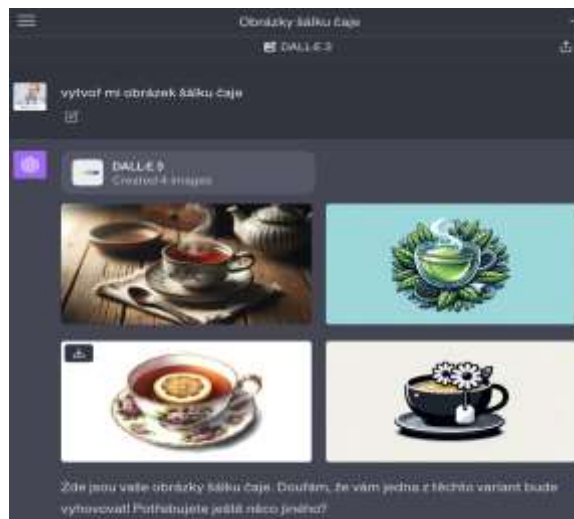 Obrázky šálku čaje
DALL·E 3
vytvoř mi obrázek šálku čaje
DALL·E 3
Created 4 images
Zde jsou vaše obrázky šálku čaje. Doufám, že vám jedna z těchto variant bude
vyhovovat! Potřebujete ještě něco jiného?